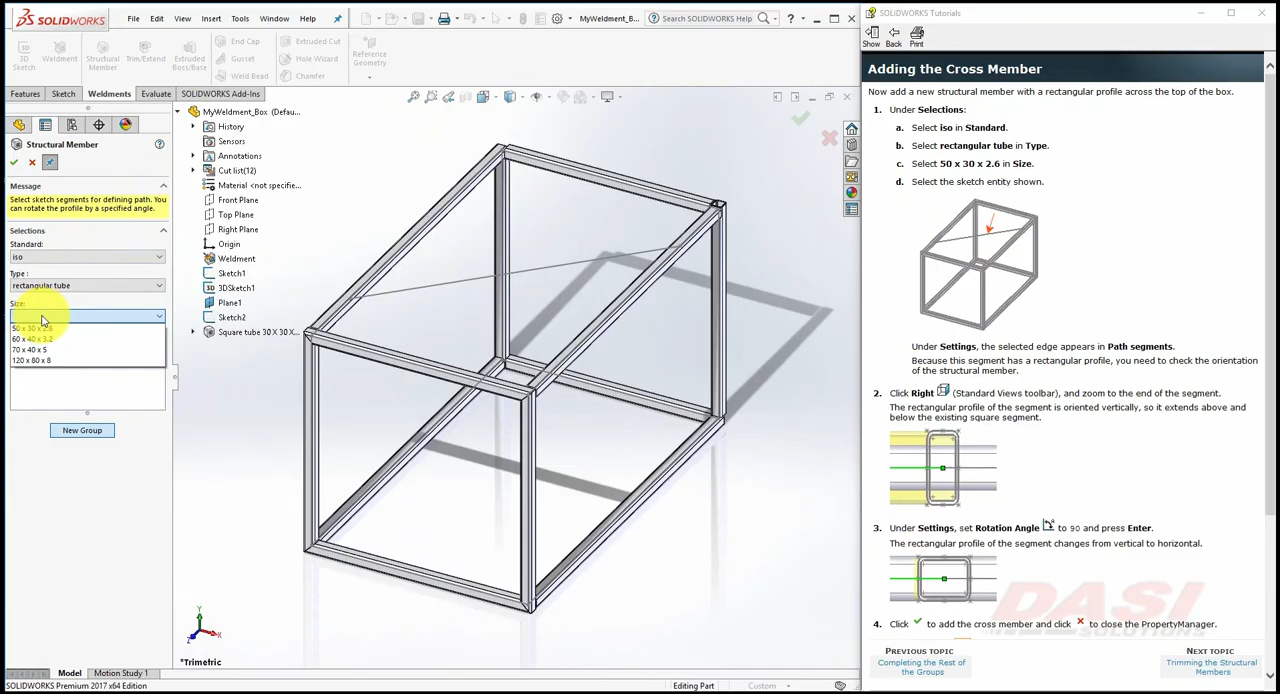 SOLIDWORKS
File
Edit
View
Insert
Tools
Window
Help
MyWeldment_B...
Search SOLIDWORKS Help
3D Sketch
Weldment
Structural Member
Trim/Extend
Extruded Boss/Base
End Cap
Gusset
Weld Bead
Extruded Cut
Hole Wizard
Chamfer
Reference Geometry
Features
Sketch
Weldments
Evaluate
SOLIDWORKS Add-Ins
Structural Member
Message
Select sketch segments for defining path. You can rotate the profile by a specified angle.
Selections
Standard:
iso
Type :
rectangular tube
Size:
50 x 30 x 2.6
60 x 40 x 3.2
70 x 40 x 5
120 x 80 x 8
New Group
MyWeldment_Box (Defau...
History
Sensors
Annotations
Cut list(12)
Material <not specifie...
Front Plane
Top Plane
Right Plane
Origin
Weldment
Sketch1
3DSketch1
Plane1
Sketch2
Square tube 30 X 30 X...
Y
X
Z
*Trimetric
Model
Motion Study 1
SOLIDWORKS Premium 2017 x64 Edition
Editing Part
Custom
SOLIDWORKS Tutorials
Show
Back
Print
Adding the Cross Member
Now add a new structural member with a rectangular profile across the top of the box.
1. Under Selections:
a. Select iso in Standard.
b. Select rectangular tube in Type.
c. Select 50 x 30 x 2.6 in Size.
d. Select the sketch entity shown.
Under Settings, the selected edge appears in Path segments.
Because this segment has a rectangular profile, you need to check the orientation
of the structural member.
2. Click Right (Standard Views toolbar), and zoom to the end of the segment.
The rectangular profile of the segment is oriented vertically, so it extends above and
below the existing square segment.
3. Under Settings, set Rotation Angle to 90 and press Enter.
The rectangular profile of the segment changes from vertical to horizontal.
DASI
SOLUTIONS
4. Click to add the cross member and click to close the PropertyManager.
PREVIOUS TOPIC
Completing the Rest of
the Groups
NEXT TOPIC
Trimming the Structural
Members